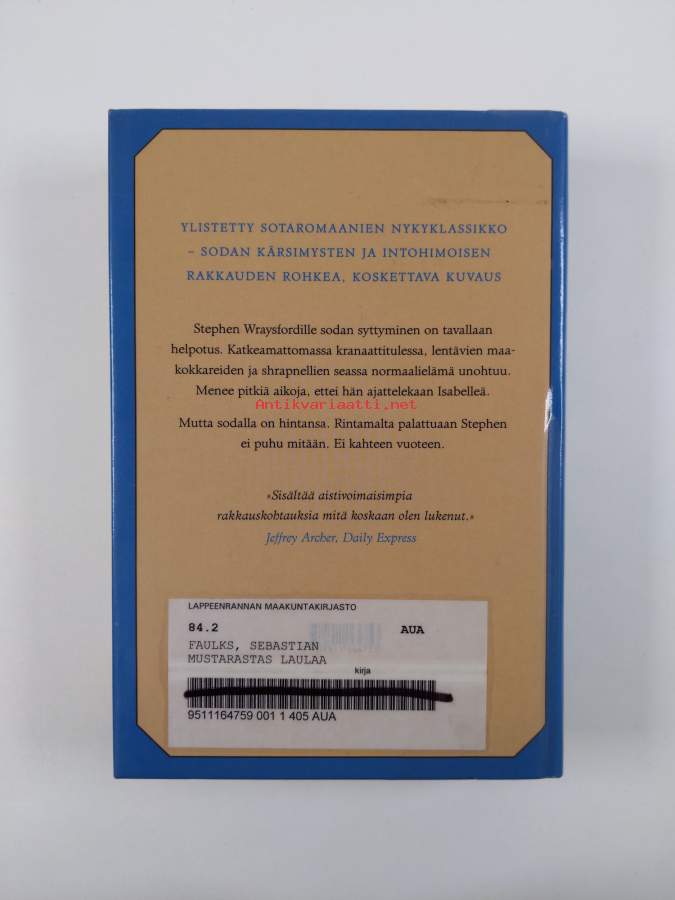 YLISTETTY SOTAROMAANIEN NYKYKLASSIKKO
– SODAN KÄRSIMYSTEN JA INTOHIMOISEN
RAKKAUDEN ROHKEA, KOSKETTAVA KUVAUS
Stephen Wraysfordille sodan syttyminen on tavallaan
helpotus. Katkeamattomassa kranaattitulessa, lentävien maa-
kokkareiden ja shrapnellien seassa normaalielämä unohtuu.
Menee pitkiä aikoja, ettei hän ajattelekaan Isabelleä.
Antikvariaatti.net
Mutta sodalla on hintansa. Rintamalta palattuaan Stephen
ei puhu mitään. Ei kahteen vuoteen.
»Sisältää aistivoimaisimpia
rakkauskohtauksia mitä koskaan olen lukenut.»
Jeffrey Archer, Daily Express
LAPPEENRANNAN MAAKUNTAKIRJASTO
84.2 AUA
FAULKS, SEBASTIAN
MUSTARASTAS LAULAA
kirja
9511164759 001 1 405 AUA